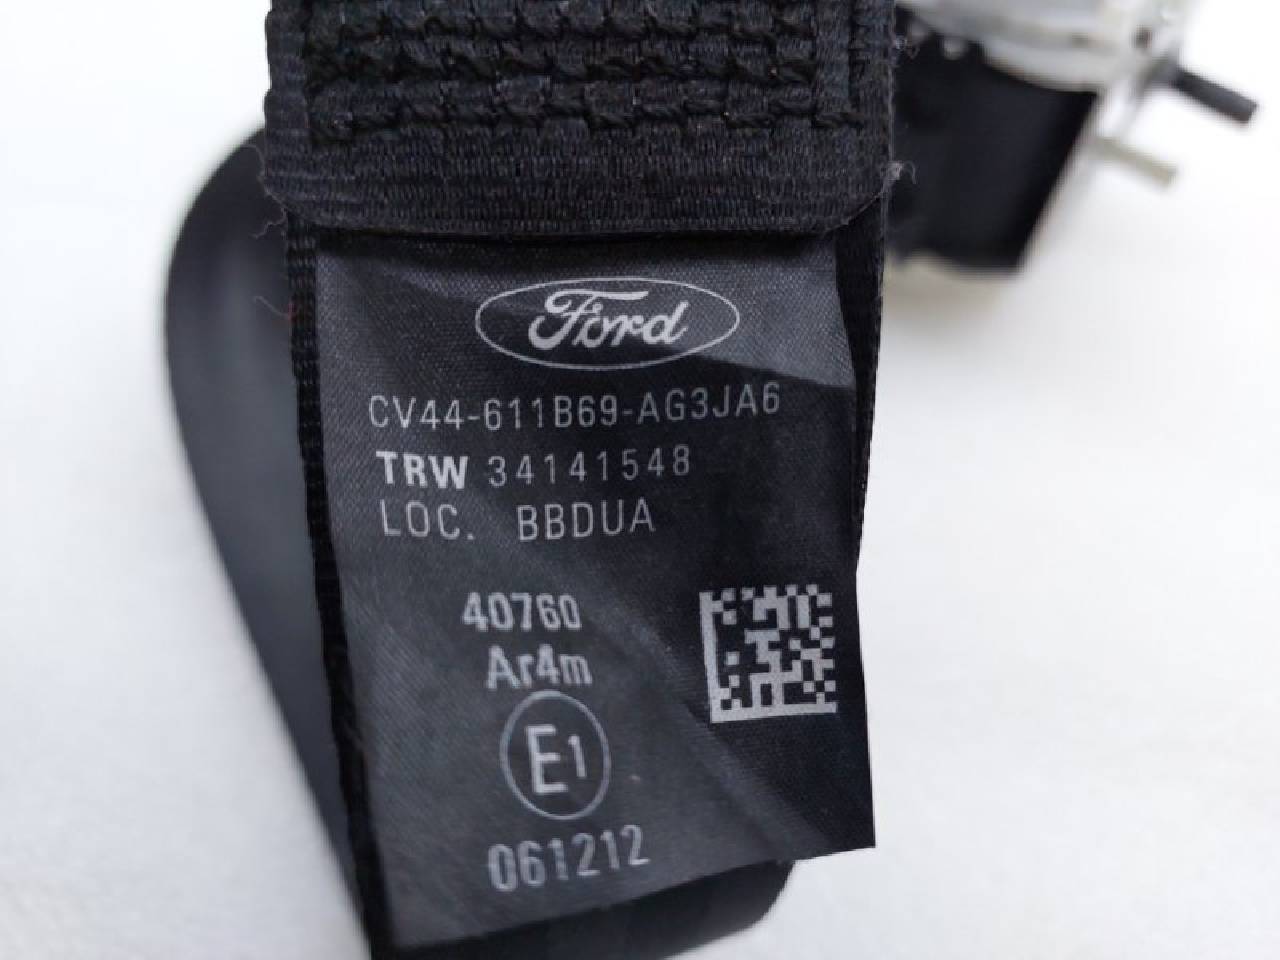 Ford
CV44-611B69-AG3JA6
TRW 34141548
LOC. BBDUA
40760
Ar4m
E1
061212